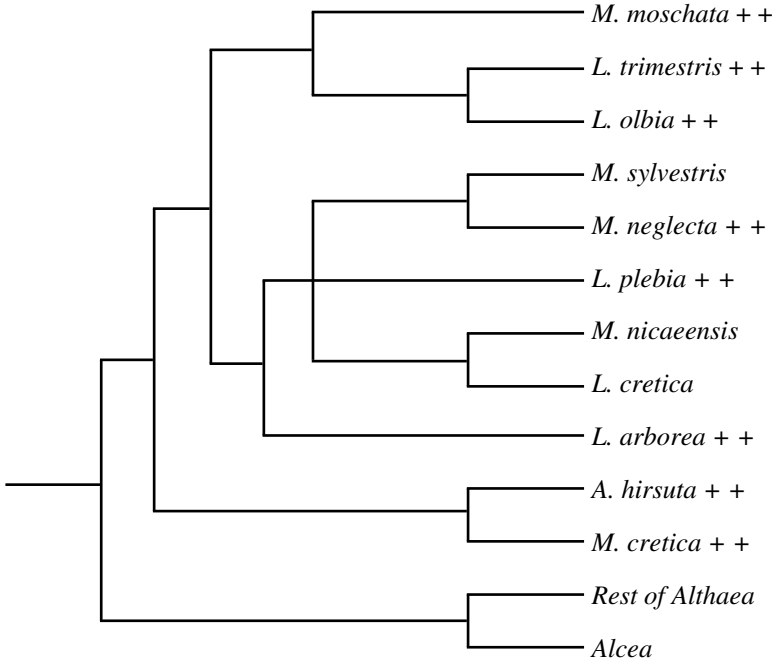 M. moschata + +
L. trimestris + +
L. olbia + +
M. sylvestris
M. neglecta + +
L. plebia + +
M. nicaeensis
L. cretica
L. arborea + +
A. hirsuta + +
M. cretica + +
Rest of Althaea
Alcea